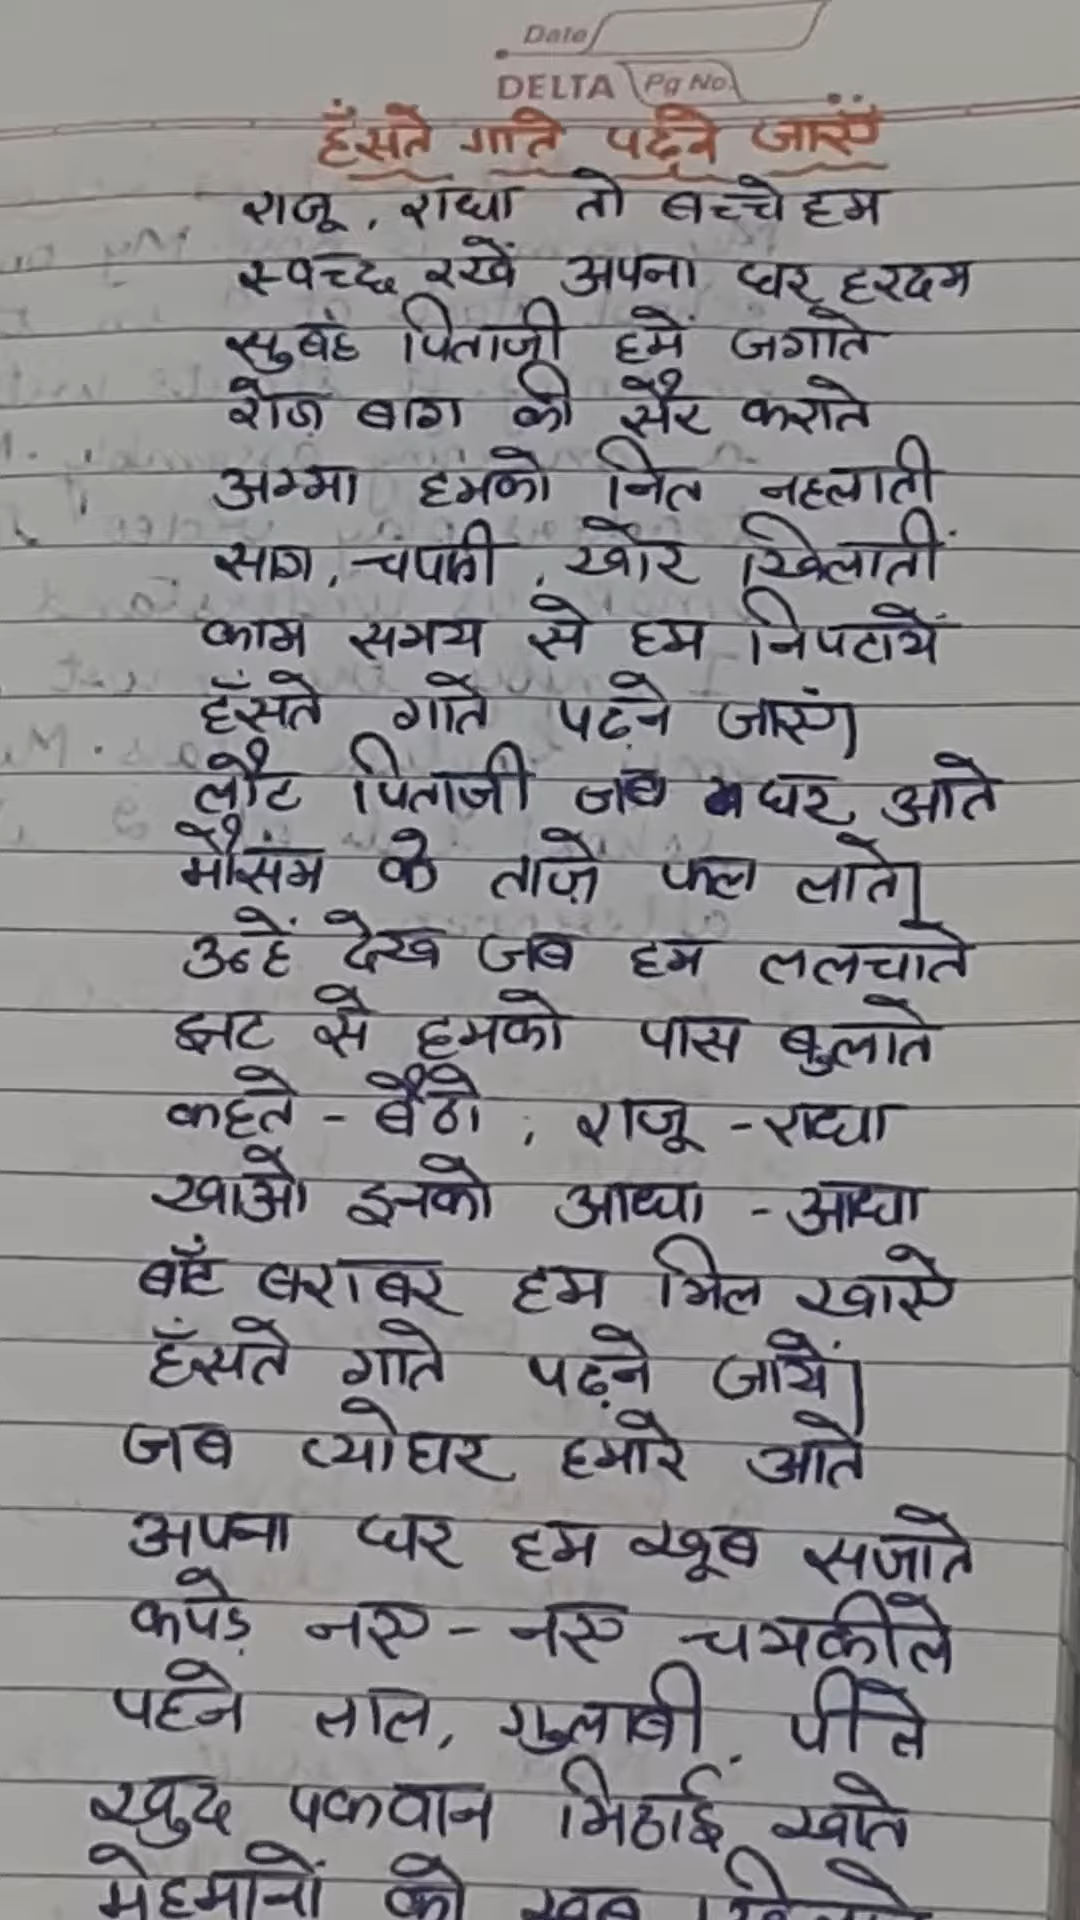 Date
DELTA Pg No.
हँसते गाते पढ़ने जाएँ
राजू, राधा तो बच्चे हम
स्वच्छ रखें अपना घर हरदम
सुबह पिताजी हमें जगाते
रोज़ बाग की सैर कराते
अम्मा हमको नित नहलाती
साग, चपाती, खीर खिलातीं
काम समय से हम निपटायें
हँसते गाते पढ़ने जाएं।
लौट पिताजी जब घर आते
मौसम के ताज़े फल लाते।
उन्हें देख जब हम ललचाते
झट से हमको पास बुलाते
कहते - बैठो, राजू - राधा
खाओ इनको आधा - आधा
बाँट बराबर हम मिल खाएँ
हँसते गाते पढ़ने जायें।
जब त्योहार हमारे आते
अपना घर हम खूब सजाते
कपड़े नए - नए चमकीले
पहने लाल, गुलाबी, पीले
खुद पकवान मिठाई खाते
मेहमानों को खूब